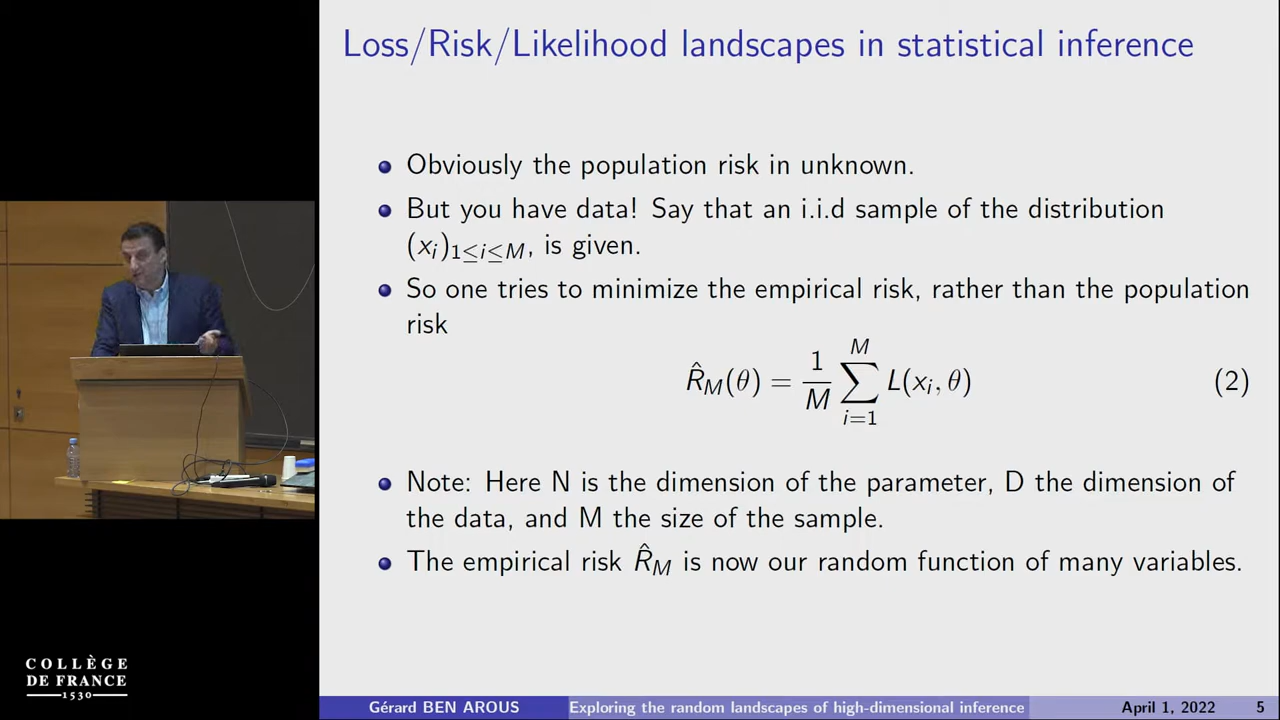 Loss/Risk/Likelihood landscapes in statistical inference
Obviously the population risk in unknown.
But you have data! Say that an i.i.d sample of the distribution
(xᵢ)₁≤ᵢ≤M, is given.
So one tries to minimize the empirical risk, rather than the population
risk
R̂_M(θ) = 1/M ∑_{i=1}^{M} L(xᵢ, θ) (2)
Note: Here N is the dimension of the parameter, D the dimension of
the data, and M the size of the sample.
The empirical risk R̂_M is now our random function of many variables.
COLLÈGE
DE FRANCE
1530
Gérard BEN AROUS Exploring the random landscapes of high-dimensional inference April 1, 2022 5